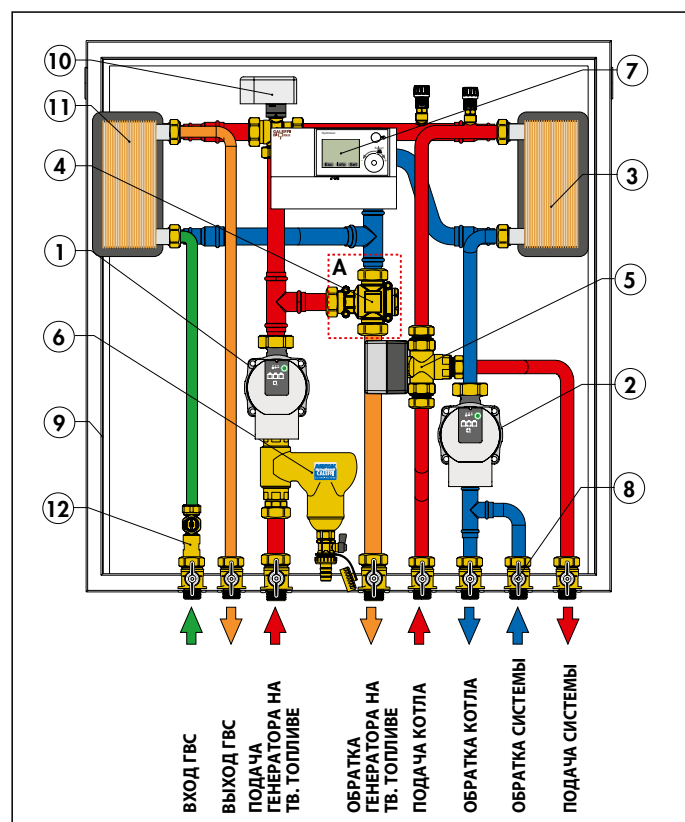 10
11
4
1
6
9
12
7
3
5
2
8
A
CALEFFI
ВХОД ГВС
ВЫХОД ГВС
ПОДАЧА
ГЕНЕРАТОРА НА
ТВ. ТОПЛИВЕ
ОБРАТКА
ГЕНЕРАТОРА НА
ТВ. ТОПЛИВЕ
ПОДАЧА КОТЛА
ОБРАТКА КОТЛА
ОБРАТКА СИСТЕМЫ
ПОДАЧА СИСТЕМЫ